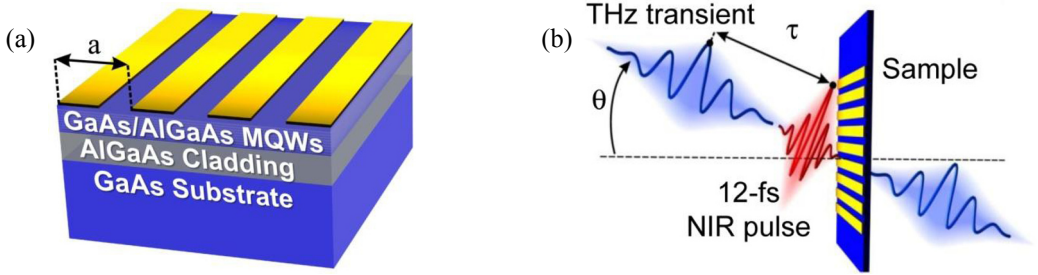 (a)
a
GaAs/AlGaAs MQWs
AlGaAs Cladding
GaAs Substrate
(b)
THz transient
τ
Sample
θ
12-fs
NIR pulse